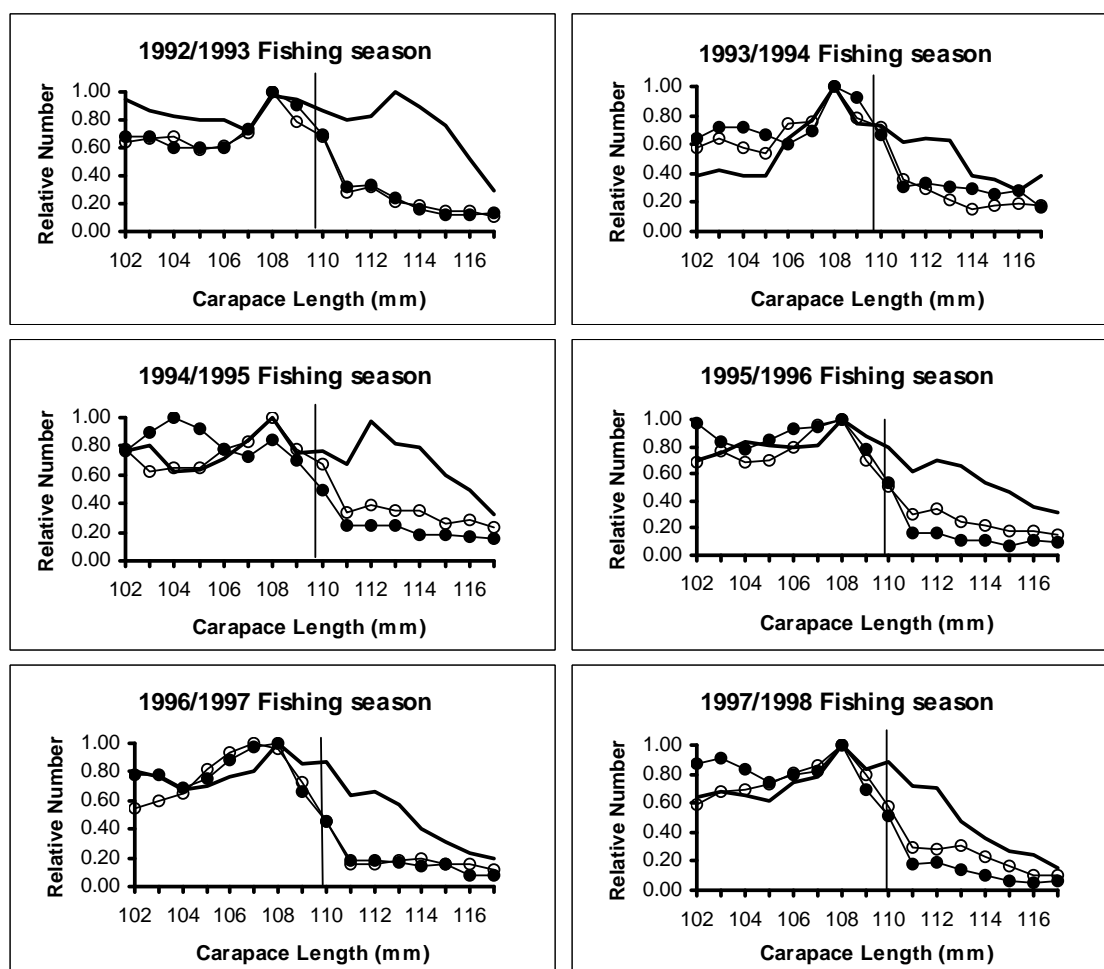 1992/1993 Fishing season
Relative Number
1.00
0.80
0.60
0.40
0.20
0.00
102 104 106 108 110 112 114 116
Carapace Length (mm)
1993/1994 Fishing season
Relative Number
1.00
0.80
0.60
0.40
0.20
0.00
102 104 106 108 110 112 114 116
Carapace Length (mm)
1994/1995 Fishing season
Relative Number
1.00
0.80
0.60
0.40
0.20
0.00
102 104 106 108 110 112 114 116
Carapace Length (mm)
1995/1996 Fishing season
Relative Number
1.00
0.80
0.60
0.40
0.20
0.00
102 104 106 108 110 112 114 116
Carapace Length (mm)
1996/1997 Fishing season
Relative Number
1.00
0.80
0.60
0.40
0.20
0.00
102 104 106 108 110 112 114 116
Carapace Length (mm)
1997/1998 Fishing season
Relative Number
1.00
0.80
0.60
0.40
0.20
0.00
102 104 106 108 110 112 114 116
Carapace Length (mm)